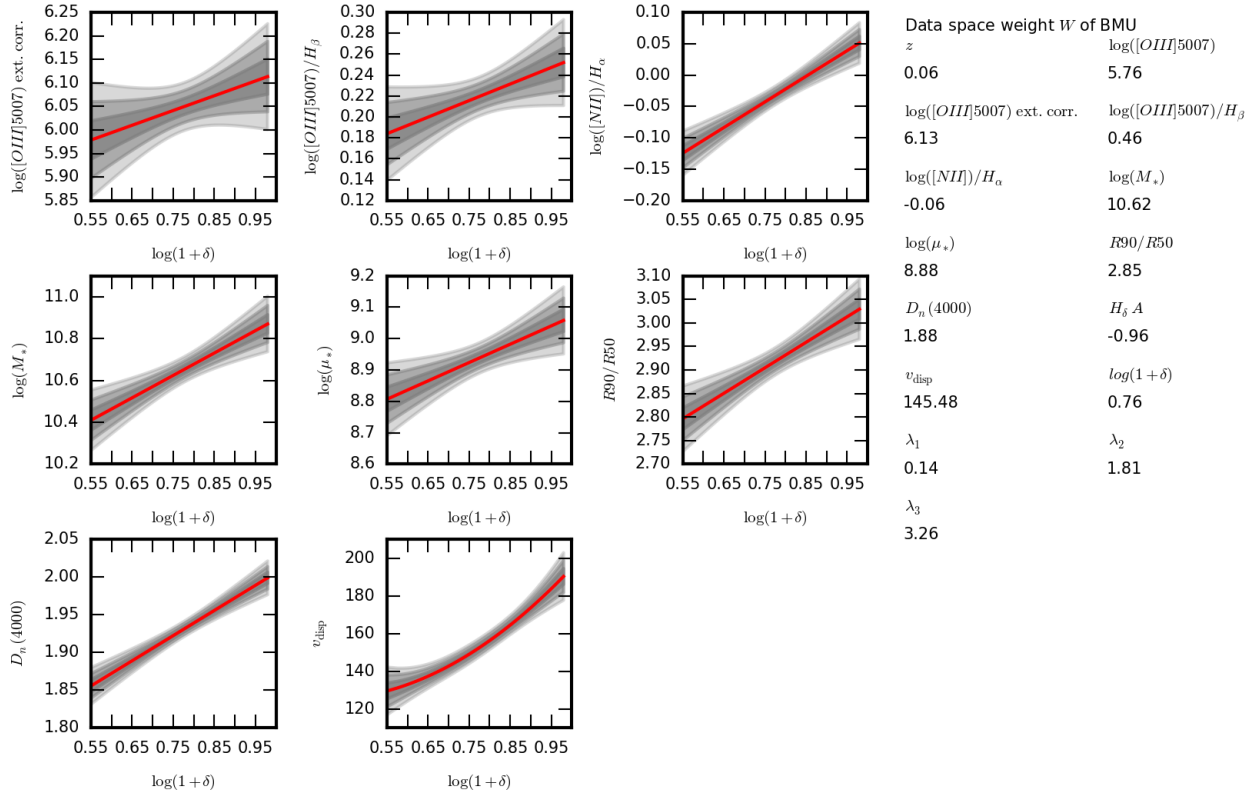 6.25
6.20
6.15
6.10
6.05
6.00
5.95
5.90
5.85
0.55 0.65 0.75 0.85 0.95
log([OIII]5007) ext. corr.
log(1+δ)
0.30
0.28
0.26
0.24
0.22
0.20
0.18
0.16
0.14
0.12
0.55 0.65 0.75 0.85 0.95
log([OIII]5007)/H_β
log(1+δ)
0.10
0.05
0.00
−0.05
−0.10
−0.15
−0.20
0.55 0.65 0.75 0.85 0.95
log([NII])/H_α
log(1+δ)
11.0
10.8
10.6
10.4
10.2
0.55 0.65 0.75 0.85 0.95
log(M_*)
log(1+δ)
9.2
9.1
9.0
8.9
8.8
8.7
8.6
0.55 0.65 0.75 0.85 0.95
log(μ_*)
log(1+δ)
3.10
3.05
3.00
2.95
2.90
2.85
2.80
2.75
2.70
0.55 0.65 0.75 0.85 0.95
R90/R50
log(1+δ)
2.05
2.00
1.95
1.90
1.85
1.80
0.55 0.65 0.75 0.85 0.95
D_n(4000)
log(1+δ)
200
180
160
140
120
0.55 0.65 0.75 0.85 0.95
v_disp
log(1+δ)
Data space weight W of BMU
z log([OIII]5007)
0.06 5.76
log([OIII]5007) ext. corr. log([OIII]5007)/H_β
6.13 0.46
log([NII])/H_α log(M_*)
-0.06 10.62
log(μ_*) R90/R50
8.88 2.85
D_n(4000) H_δ A
1.88 -0.96
v_disp log(1+δ)
145.48 0.76
λ_1 λ_2
0.14 1.81
λ_3
3.26